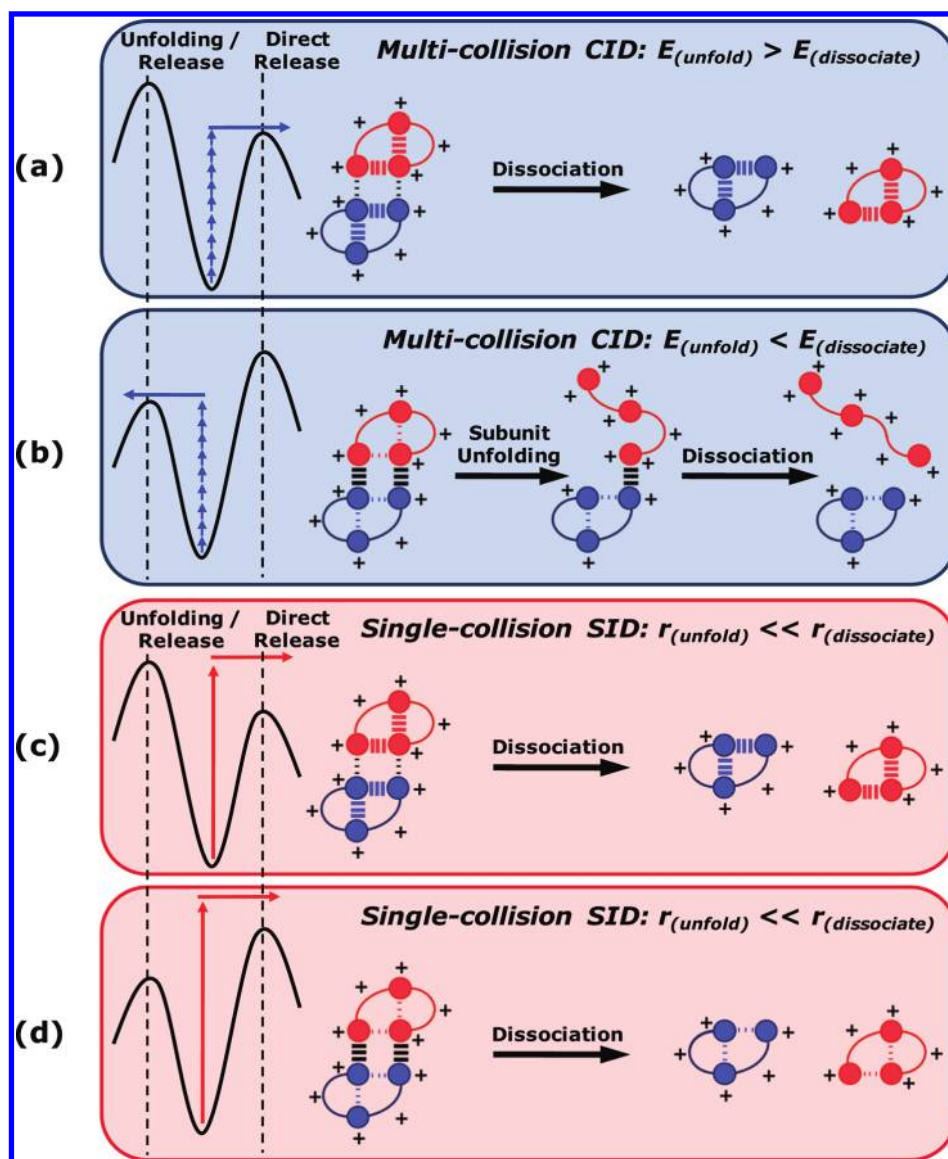 Unfolding / Release
Direct Release
Multi-collision CID: E(unfold) > E(dissociate)
(a)
+ + + + + + + +
Dissociation
+ + + + + + + +
Multi-collision CID: E(unfold) < E(dissociate)
(b)
+ + + + + + + +
Subunit
Unfolding
+ + + + + + + +
Dissociation
+ + + + + + + +
Unfolding / Release
Direct Release
Single-collision SID: r(unfold) << r(dissociate)
(c)
+ + + + + + + +
Dissociation
+ + + + + + + +
Single-collision SID: r(unfold) << r(dissociate)
(d)
+ + + + + + + +
Dissociation
+ + + + + + + +